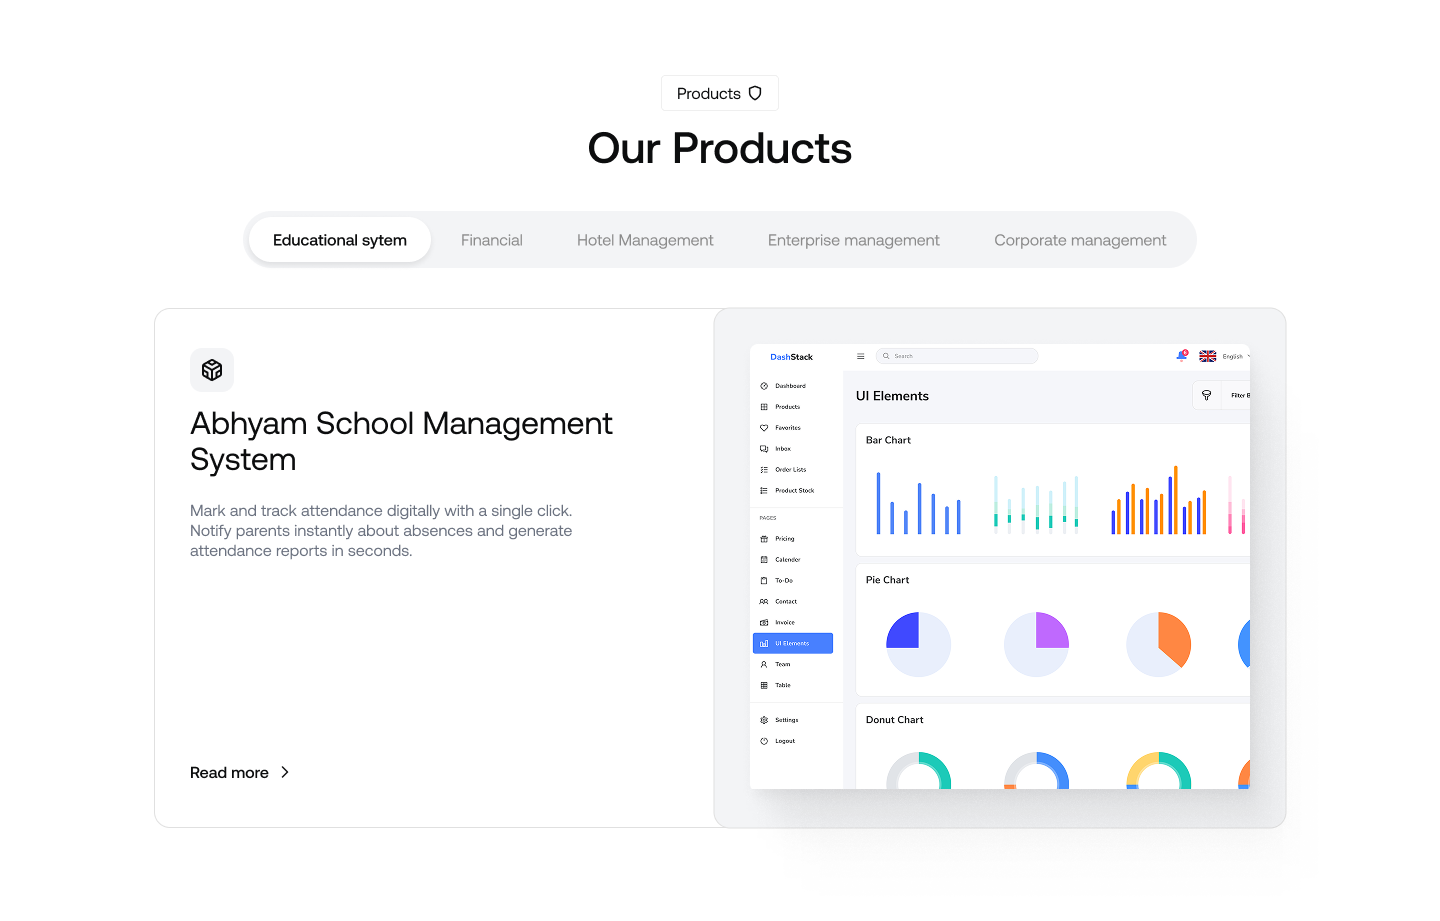 Products
Our Products
Educational sytem
Financial
Hotel Management
Enterprise management
Corporate management
Abhyam School Management
System
Mark and track attendance digitally with a single click.
Notify parents instantly about absences and generate
attendance reports in seconds.
Read more
DashStack
Search
6
English
Dashboard
Products
Favorites
Inbox
Order Lists
Product Stock
PAGES
Pricing
Calender
To-Do
Contact
Invoice
UI Elements
Team
Table
Settings
Logout
UI Elements
Filter B
Bar Chart
Pie Chart
Donut Chart